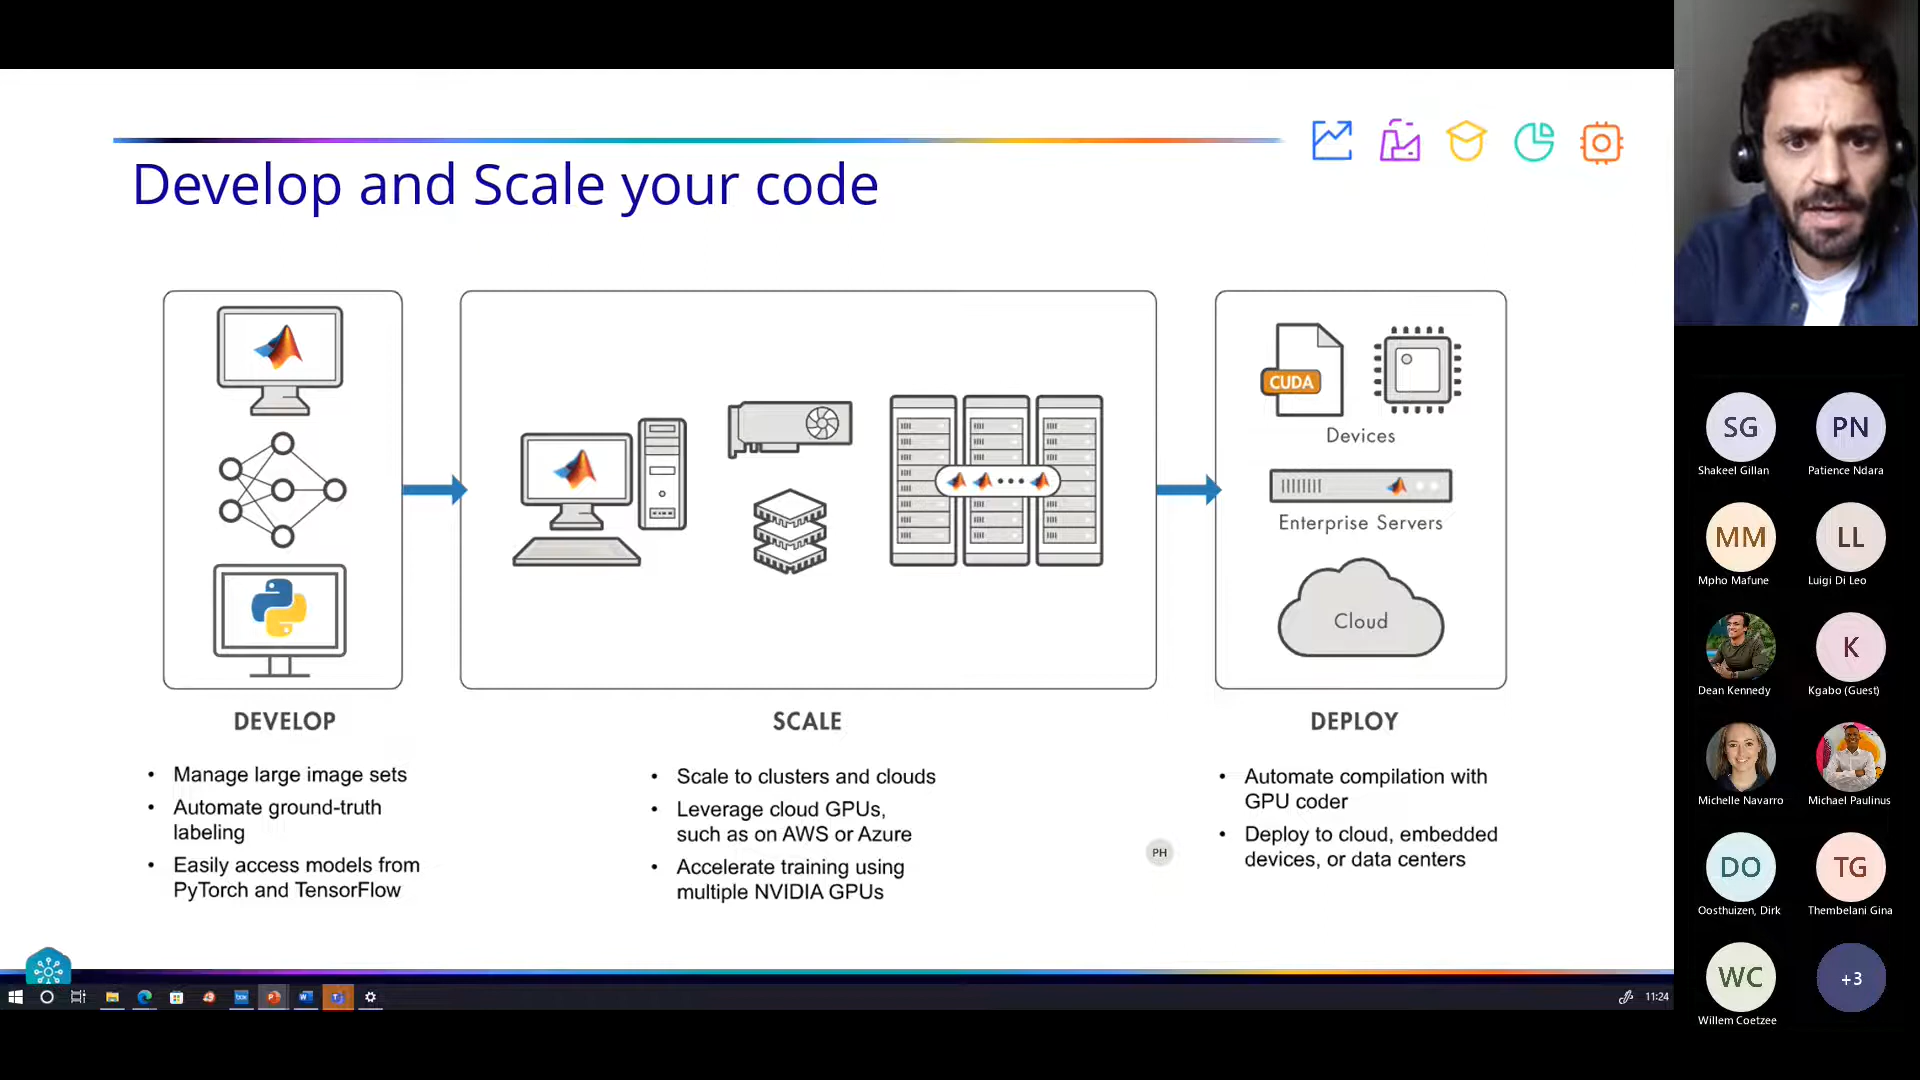 Develop and Scale your code
CUDA
Devices
Enterprise Servers
Cloud
DEVELOP
• Manage large image sets
• Automate ground-truth
labeling
• Easily access models from
PyTorch and TensorFlow
SCALE
• Scale to clusters and clouds
• Leverage cloud GPUs,
such as on AWS or Azure
• Accelerate training using
multiple NVIDIA GPUs
DEPLOY
• Automate compilation with
GPU coder
• Deploy to cloud, embedded
devices, or data centers
PH
11:24
SG
Shakeel Gillan
PN
Patience Ndara
MM
Mpho Mafune
LL
Luigi Di Leo
Dean Kennedy
K
Kgabo (Guest)
Michelle Navarro
Michael Paulinus
DO
Oosthuizen, Dirk
TG
Thembelani Gina
WC
Willem Coetzee
+3